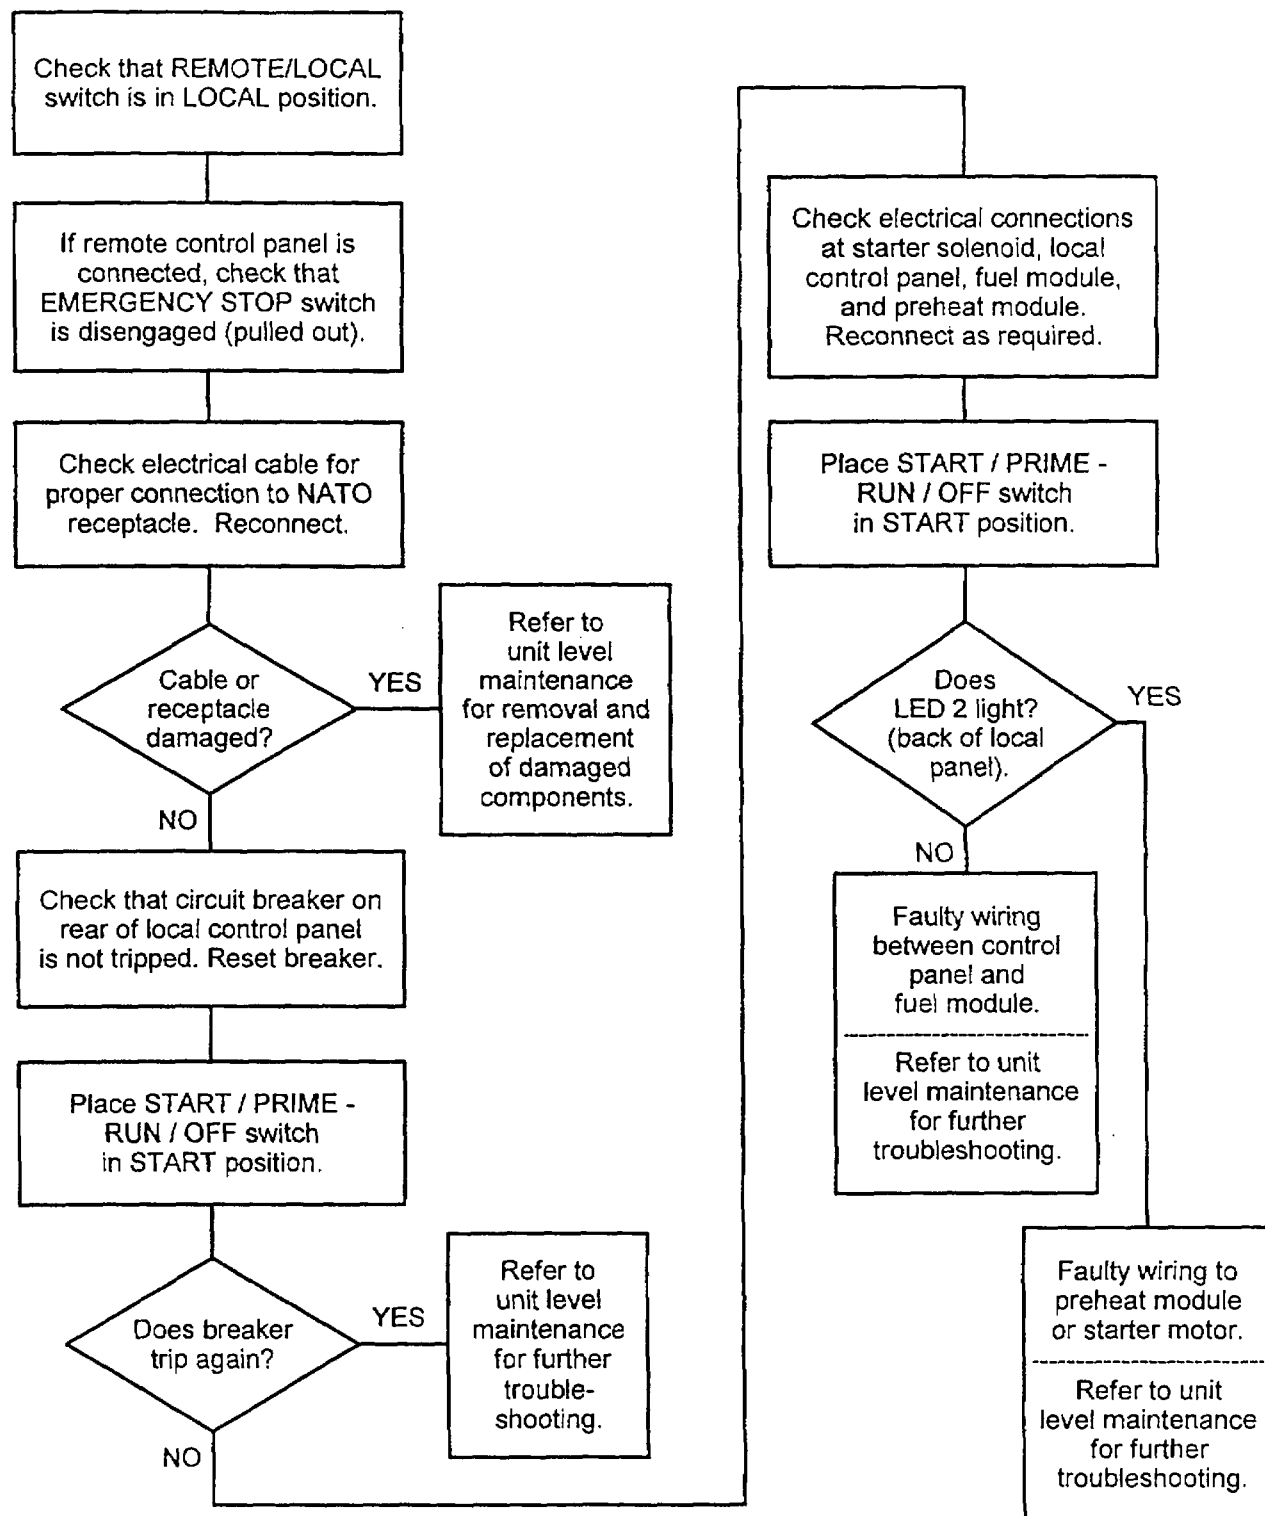 Check that REMOTE/LOCAL
switch is in LOCAL position.
If remote control panel is
connected, check that
EMERGENCY STOP switch
is disengaged (pulled out).
Check electrical cable for
proper connection to NATO
receptacle. Reconnect.
Cable or
receptacle
damaged?
YES
Refer to
unit level
maintenance
for removal and
replacement
of damaged
components.
NO
Check that circuit breaker on
rear of local control panel
is not tripped. Reset breaker.
Place START / PRIME -
RUN / OFF switch
in START position.
Does breaker
trip again?
YES
Refer to
unit level
maintenance
for further
trouble-
shooting.
NO
Check electrical connections
at starter solenoid, local
control panel, fuel module,
and preheat module.
Reconnect as required.
Place START / PRIME -
RUN / OFF switch
in START position.
Does
LED 2 light?
(back of local
panel).
YES
NO
Faulty wiring
between control
panel and
fuel module.
Refer to unit
level maintenance
for further
troubleshooting.
Faulty wiring to
preheat module
or starter motor.
Refer to unit
level maintenance
for further
troubleshooting.